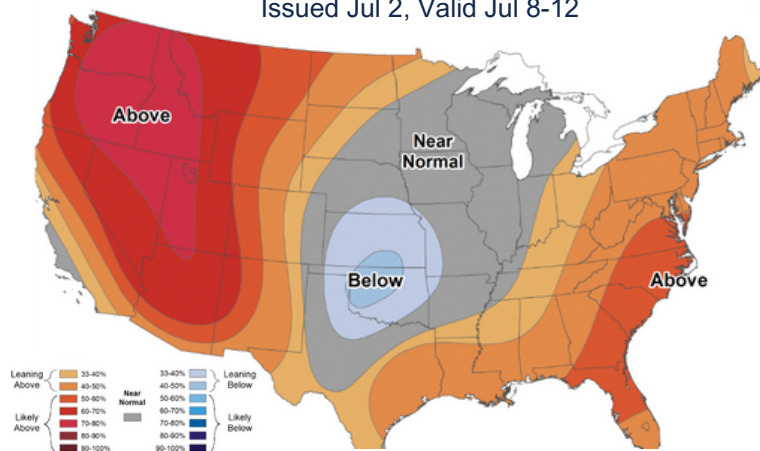 Issued Jul 2, Valid Jul 8-12
Above
Near
Normal
Below
Above
Leaning
Above
33-40%
40-50%
Likely
Above
50-60%
60-70%
70-80%
80-90%
90-100%
Near
Normal
33-40%
40-50%
Leaning
Below
50-60%
60-70%
70-80%
80-90%
90-100%
Likely
Below